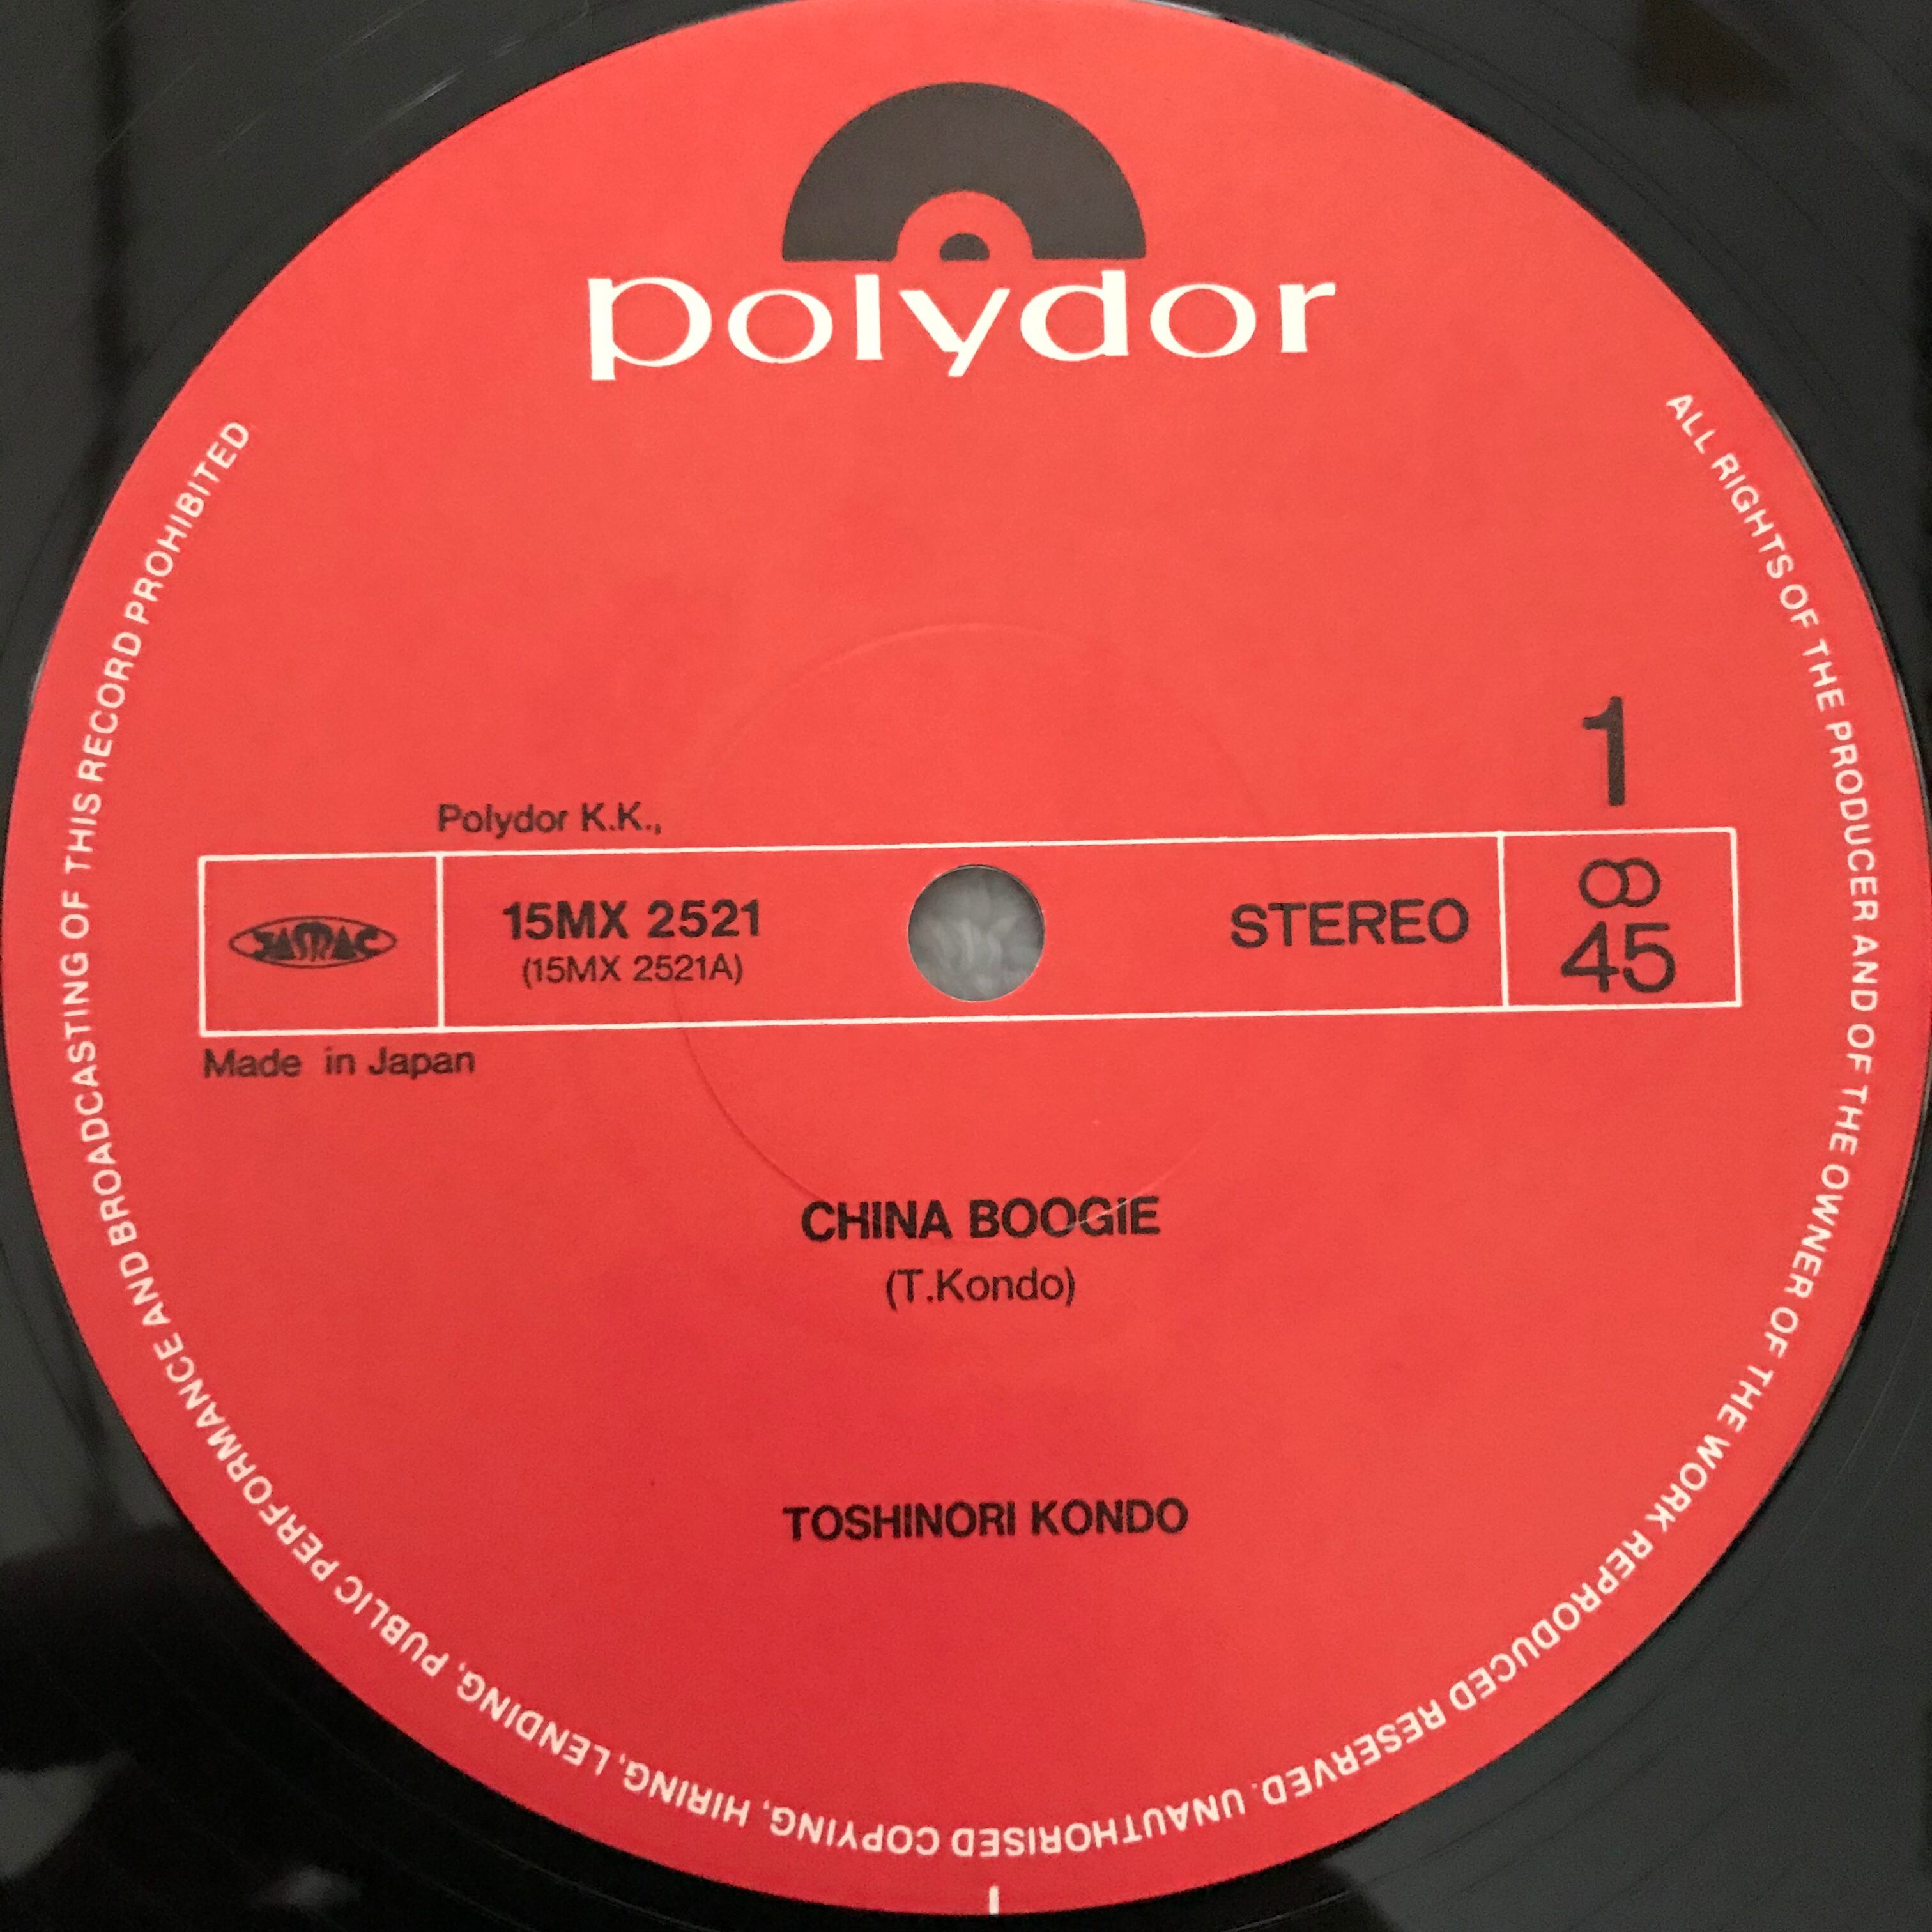 polydor
1
Polydor K.K.,
JASRAC
15MX 2521
(15MX 2521A)
STEREO
45
Made in Japan
CHINA BOOGiE
(T.Kondo)
TOSHINORI KONDO
ALL RIGHTS OF THE PRODUCER AND OF THE OWNER OF THE WORK REPRODUCED RESERVED. UNAUTHORISED COPYING, HIRING, LENDING, PUBLIC PERFORMANCE AND BROADCASTING OF THIS RECORD PROHIBITED